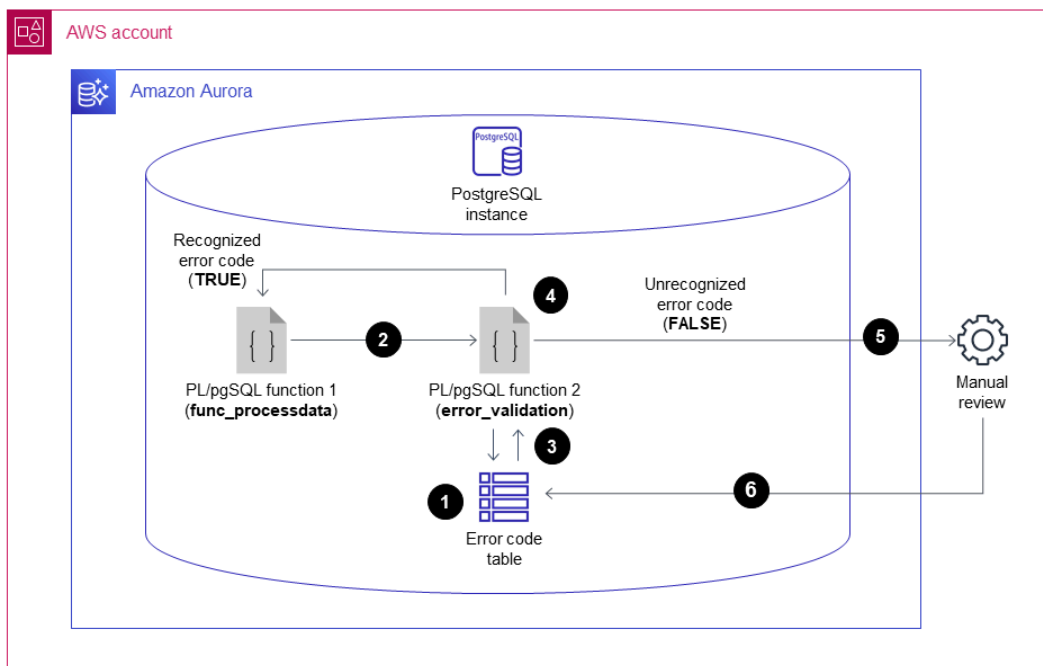 AWS account
Amazon Aurora
PostgreSQL
PostgreSQL
instance
Recognized
error code
(TRUE)
4
Unrecognized
error code
(FALSE)
2
5
PL/pgSQL function 1
(func_processdata)
PL/pgSQL function 2
(error_validation)
Manual
review
3
1
6
Error code
table